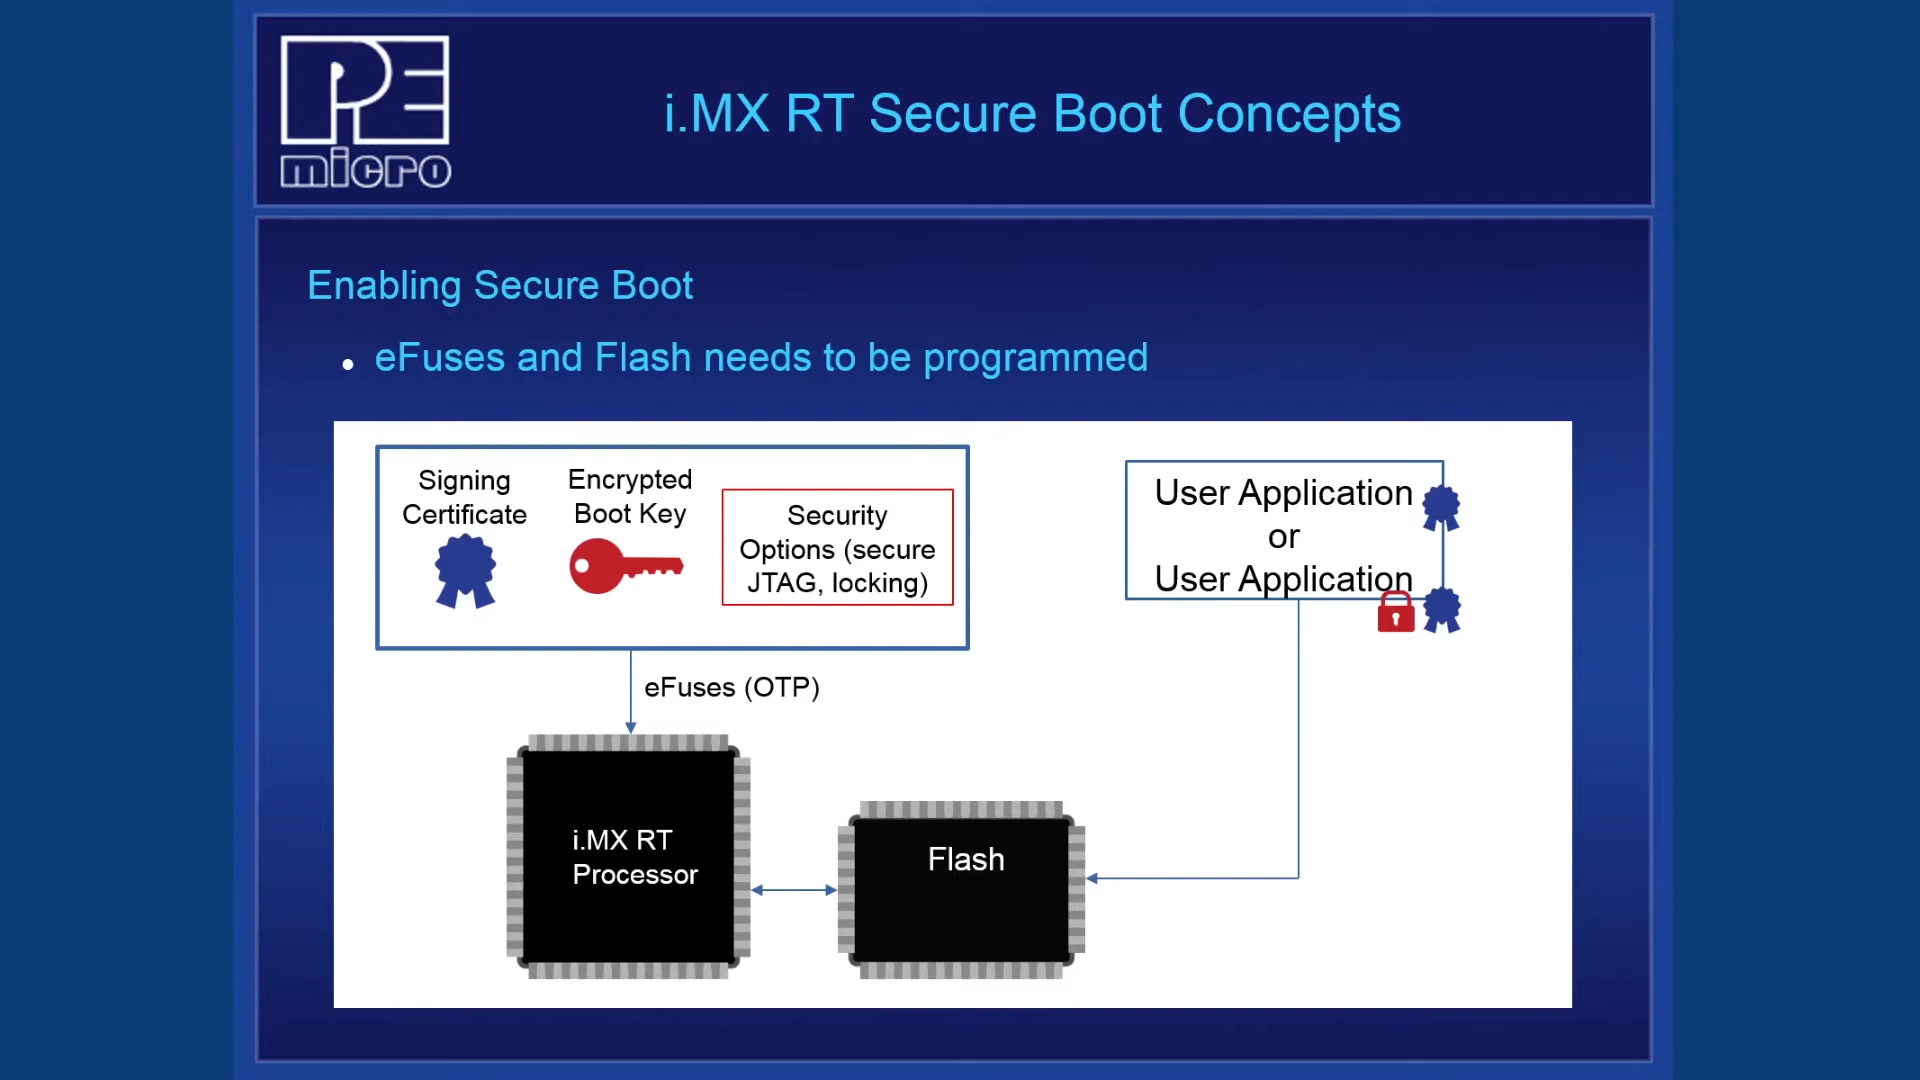 PE
micro
i.MX RT Secure Boot Concepts
Enabling Secure Boot
• eFuses and Flash needs to be programmed
Signing
Certificate
Encrypted
Boot Key
Security
Options (secure
JTAG, locking)
User Application
or
User Application
eFuses (OTP)
i.MX RT
Processor
Flash